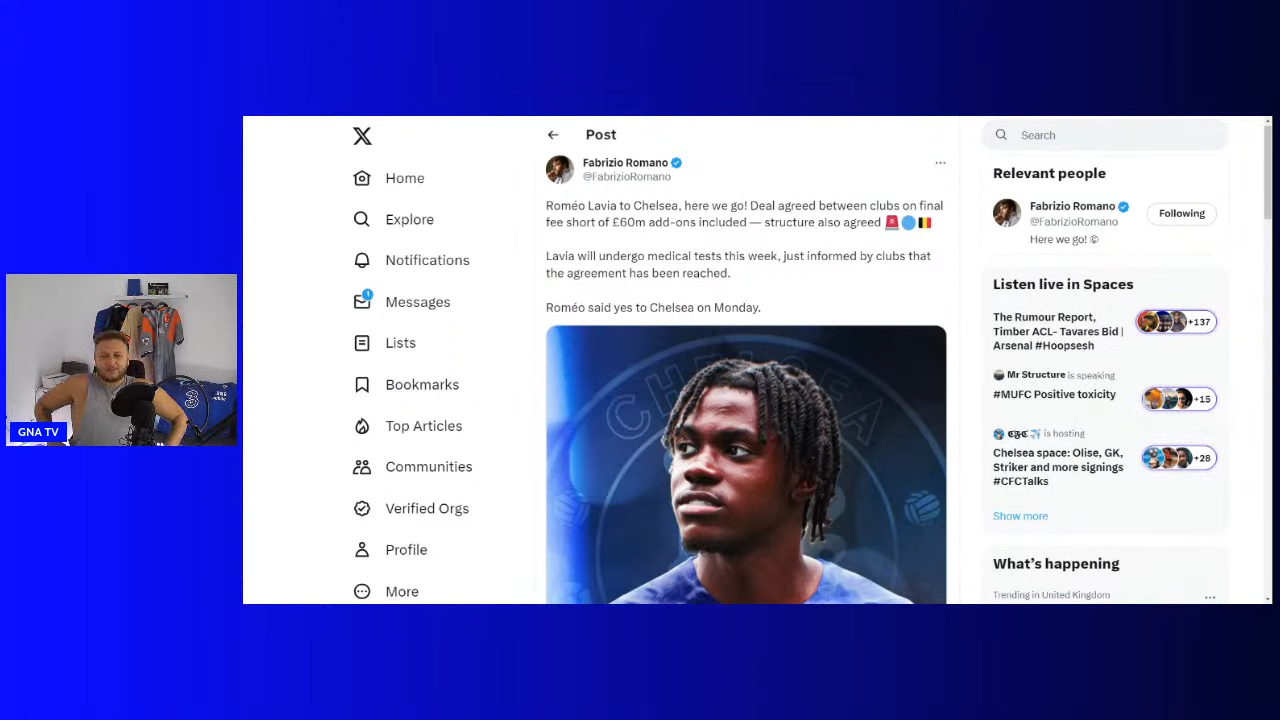 Post
Search
Fabrizio Romano
@FabrizioRomano
Roméo Lavia to Chelsea, here we go! Deal agreed between clubs on final
fee short of £60m add-ons included — structure also agreed 🚨🔵🇧🇪
Lavia will undergo medical tests this week, just informed by clubs that
the agreement has been reached.
Roméo said yes to Chelsea on Monday.
CHELSEA
Home
Explore
Notifications
1
Messages
Lists
Bookmarks
Top Articles
Communities
Verified Orgs
Profile
More
Relevant people
Fabrizio Romano
@FabrizioRomano
Following
Here we go! ©
Listen live in Spaces
The Rumour Report,
Timber ACL- Tavares Bid |
Arsenal #Hoopsesh
+137
Mr Structure is speaking
#MUFC Positive toxicity
+15
𝕮𝕱𝕮 ✈️ is hosting
Chelsea space: Olise, GK,
Striker and more signings
#CFCTalks
+28
Show more
What’s happening
Trending in United Kingdom
GNA TV
3